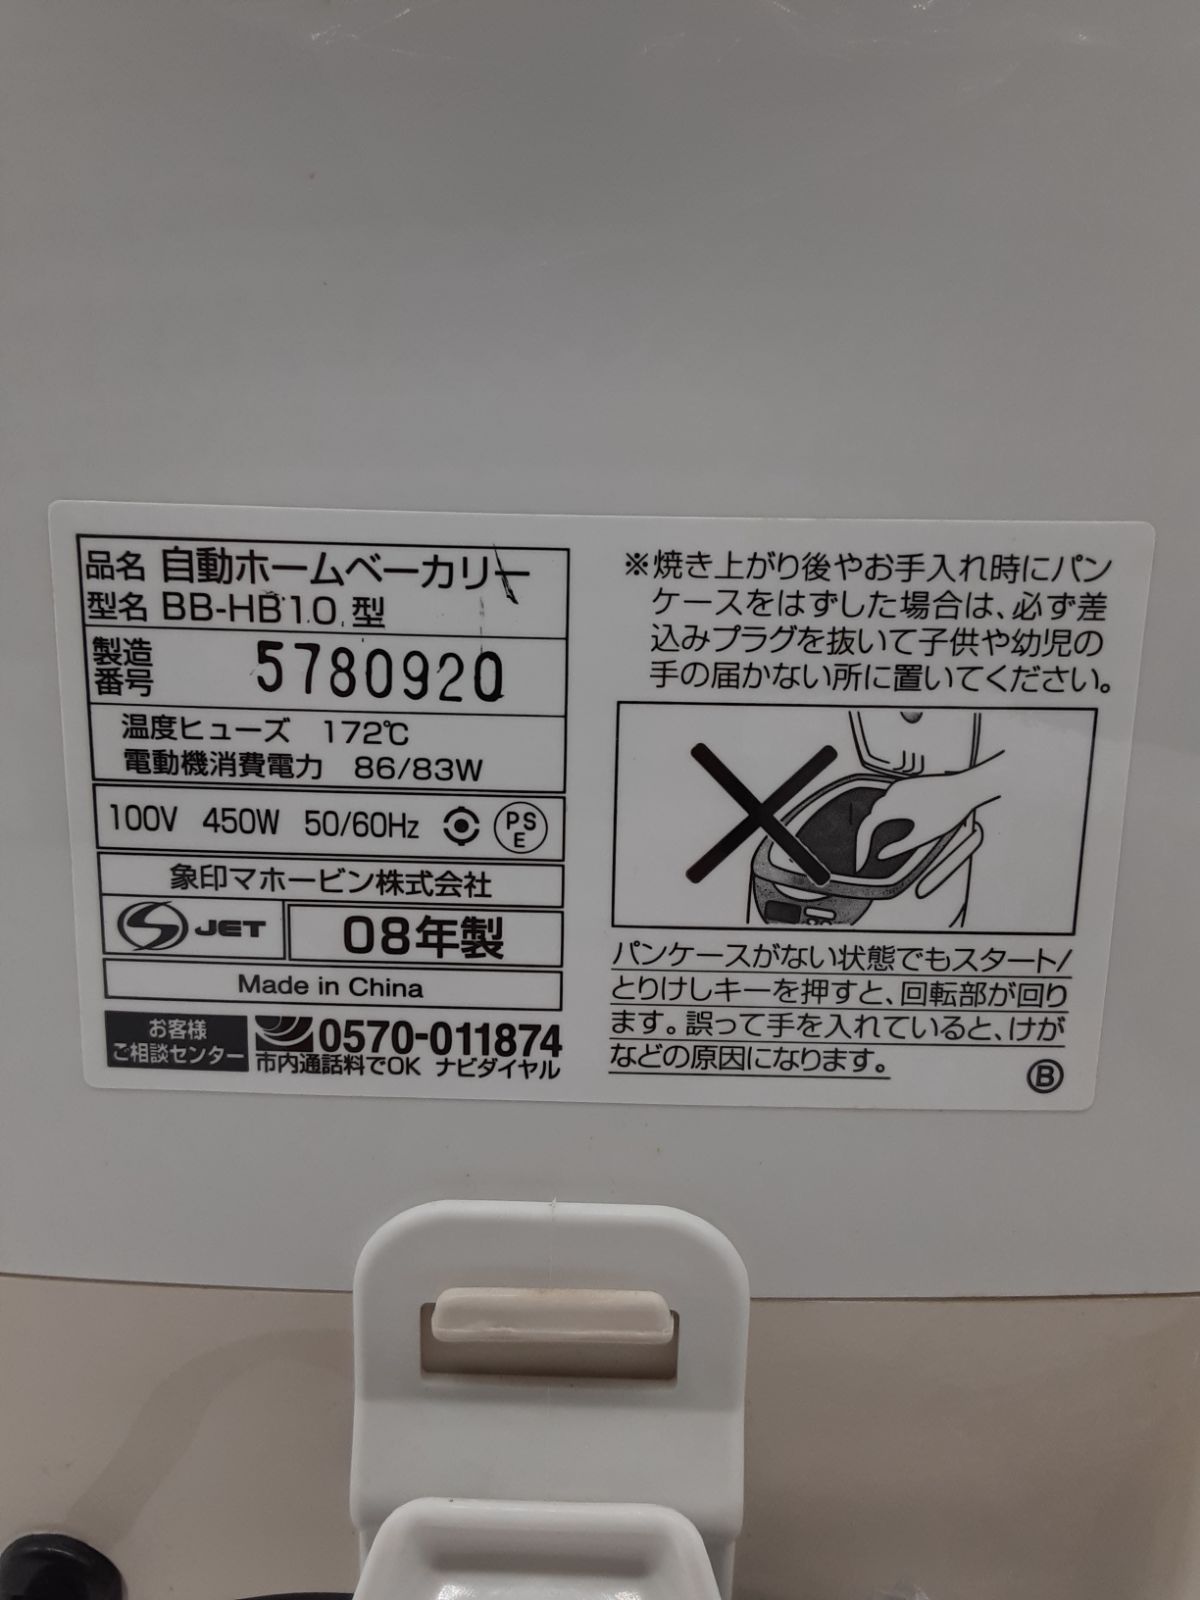 品名 自動ホームベーカリー
型名 BB-HB10 型
製造番号 5780920
温度ヒューズ 172℃
電動機消費電力 86/83W
100V 450W 50/60Hz PSE
象印マホービン株式会社
JET 08年製
Made in China
お客様
ご相談センター
0570-011874
市内通話料でOK ナビダイヤル
※焼き上がり後やお手入れ時にパン
ケースをはずした場合は、必ず差
込みプラグを抜いて子供や幼児の
手の届かない所に置いてください。
パンケースがない状態でもスタート/
とりけしキーを押すと、回転部が回り
ます。誤って手を入れていると、けが
などの原因になります。
Ⓑ